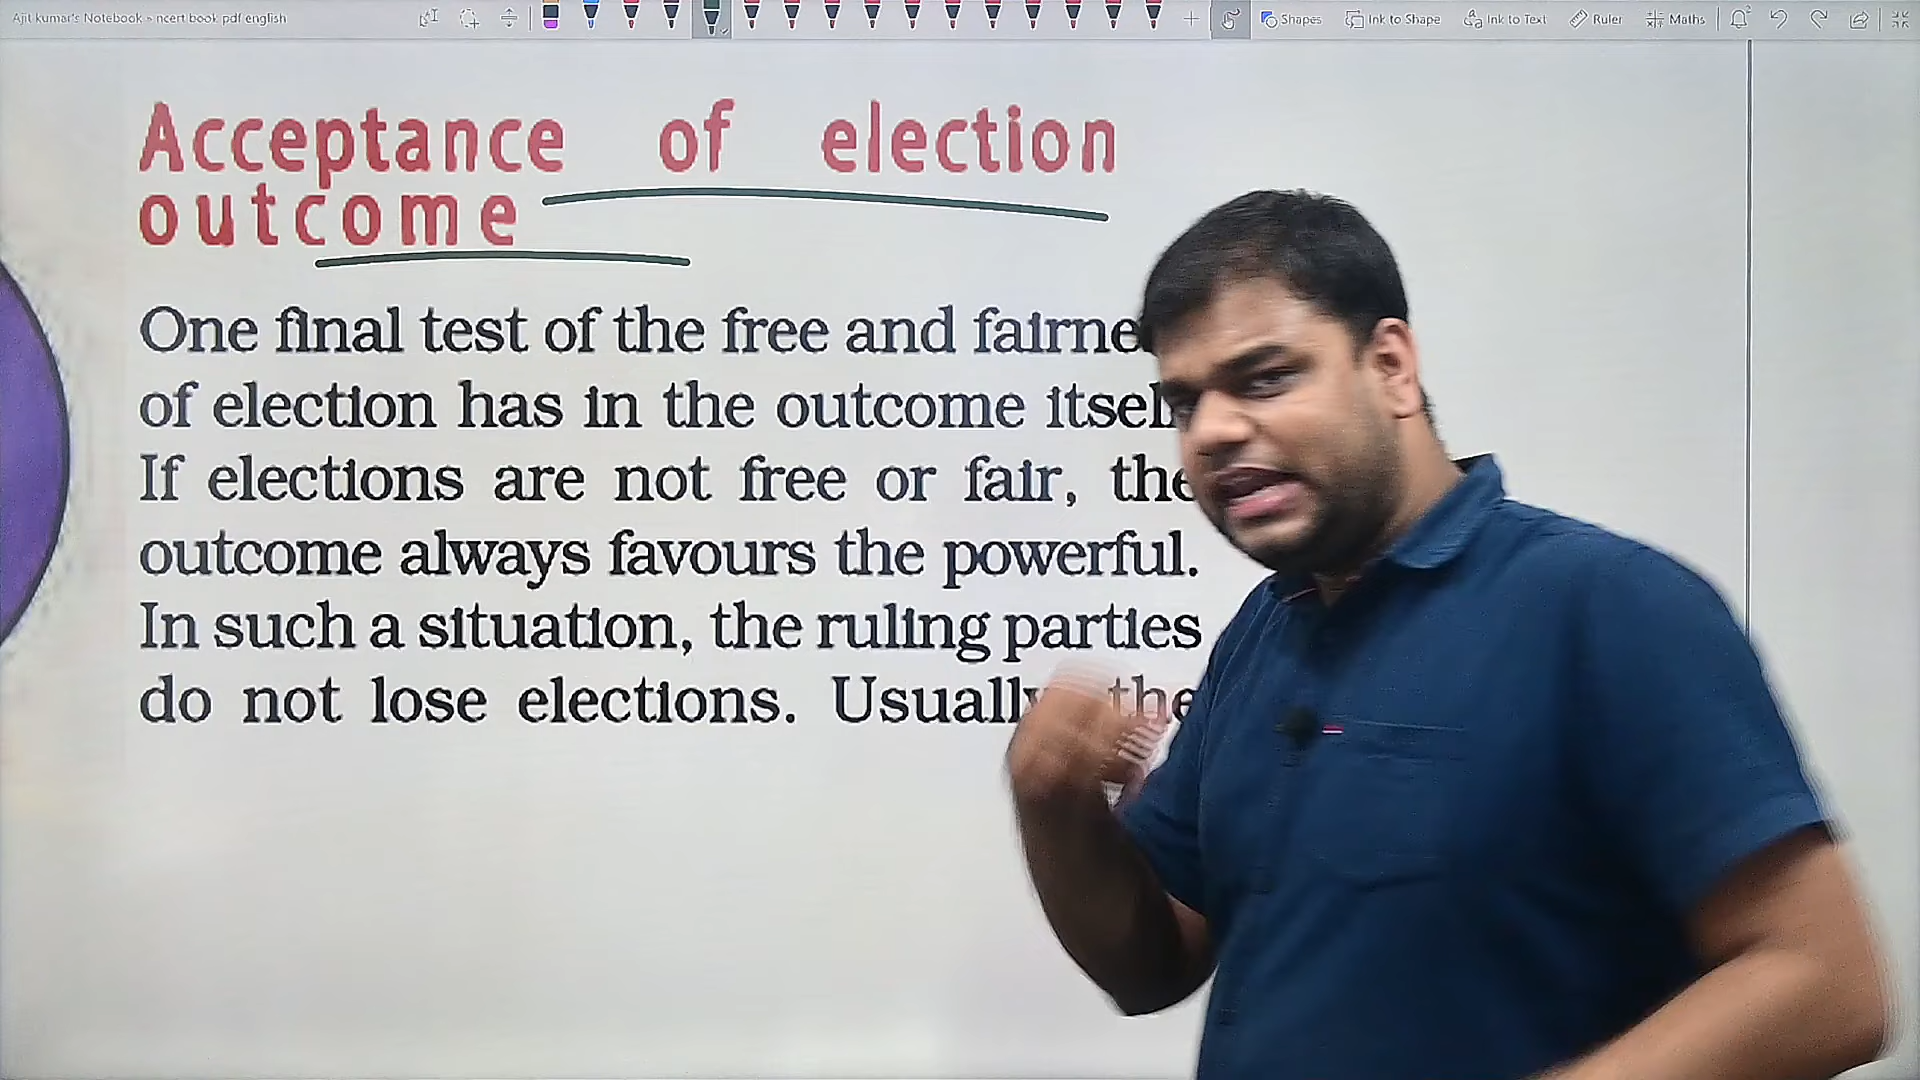 Ajit kumar's Notebook » ncert book pdf english
Shapes
Ink to Shape
Ink to Text
Ruler
Maths
Acceptance of election
outcome
One final test of the free and fairne
of election has in the outcome itsel
If elections are not free or fair, the
outcome always favours the powerful.
In such a situation, the ruling parties
do not lose elections. Usually the